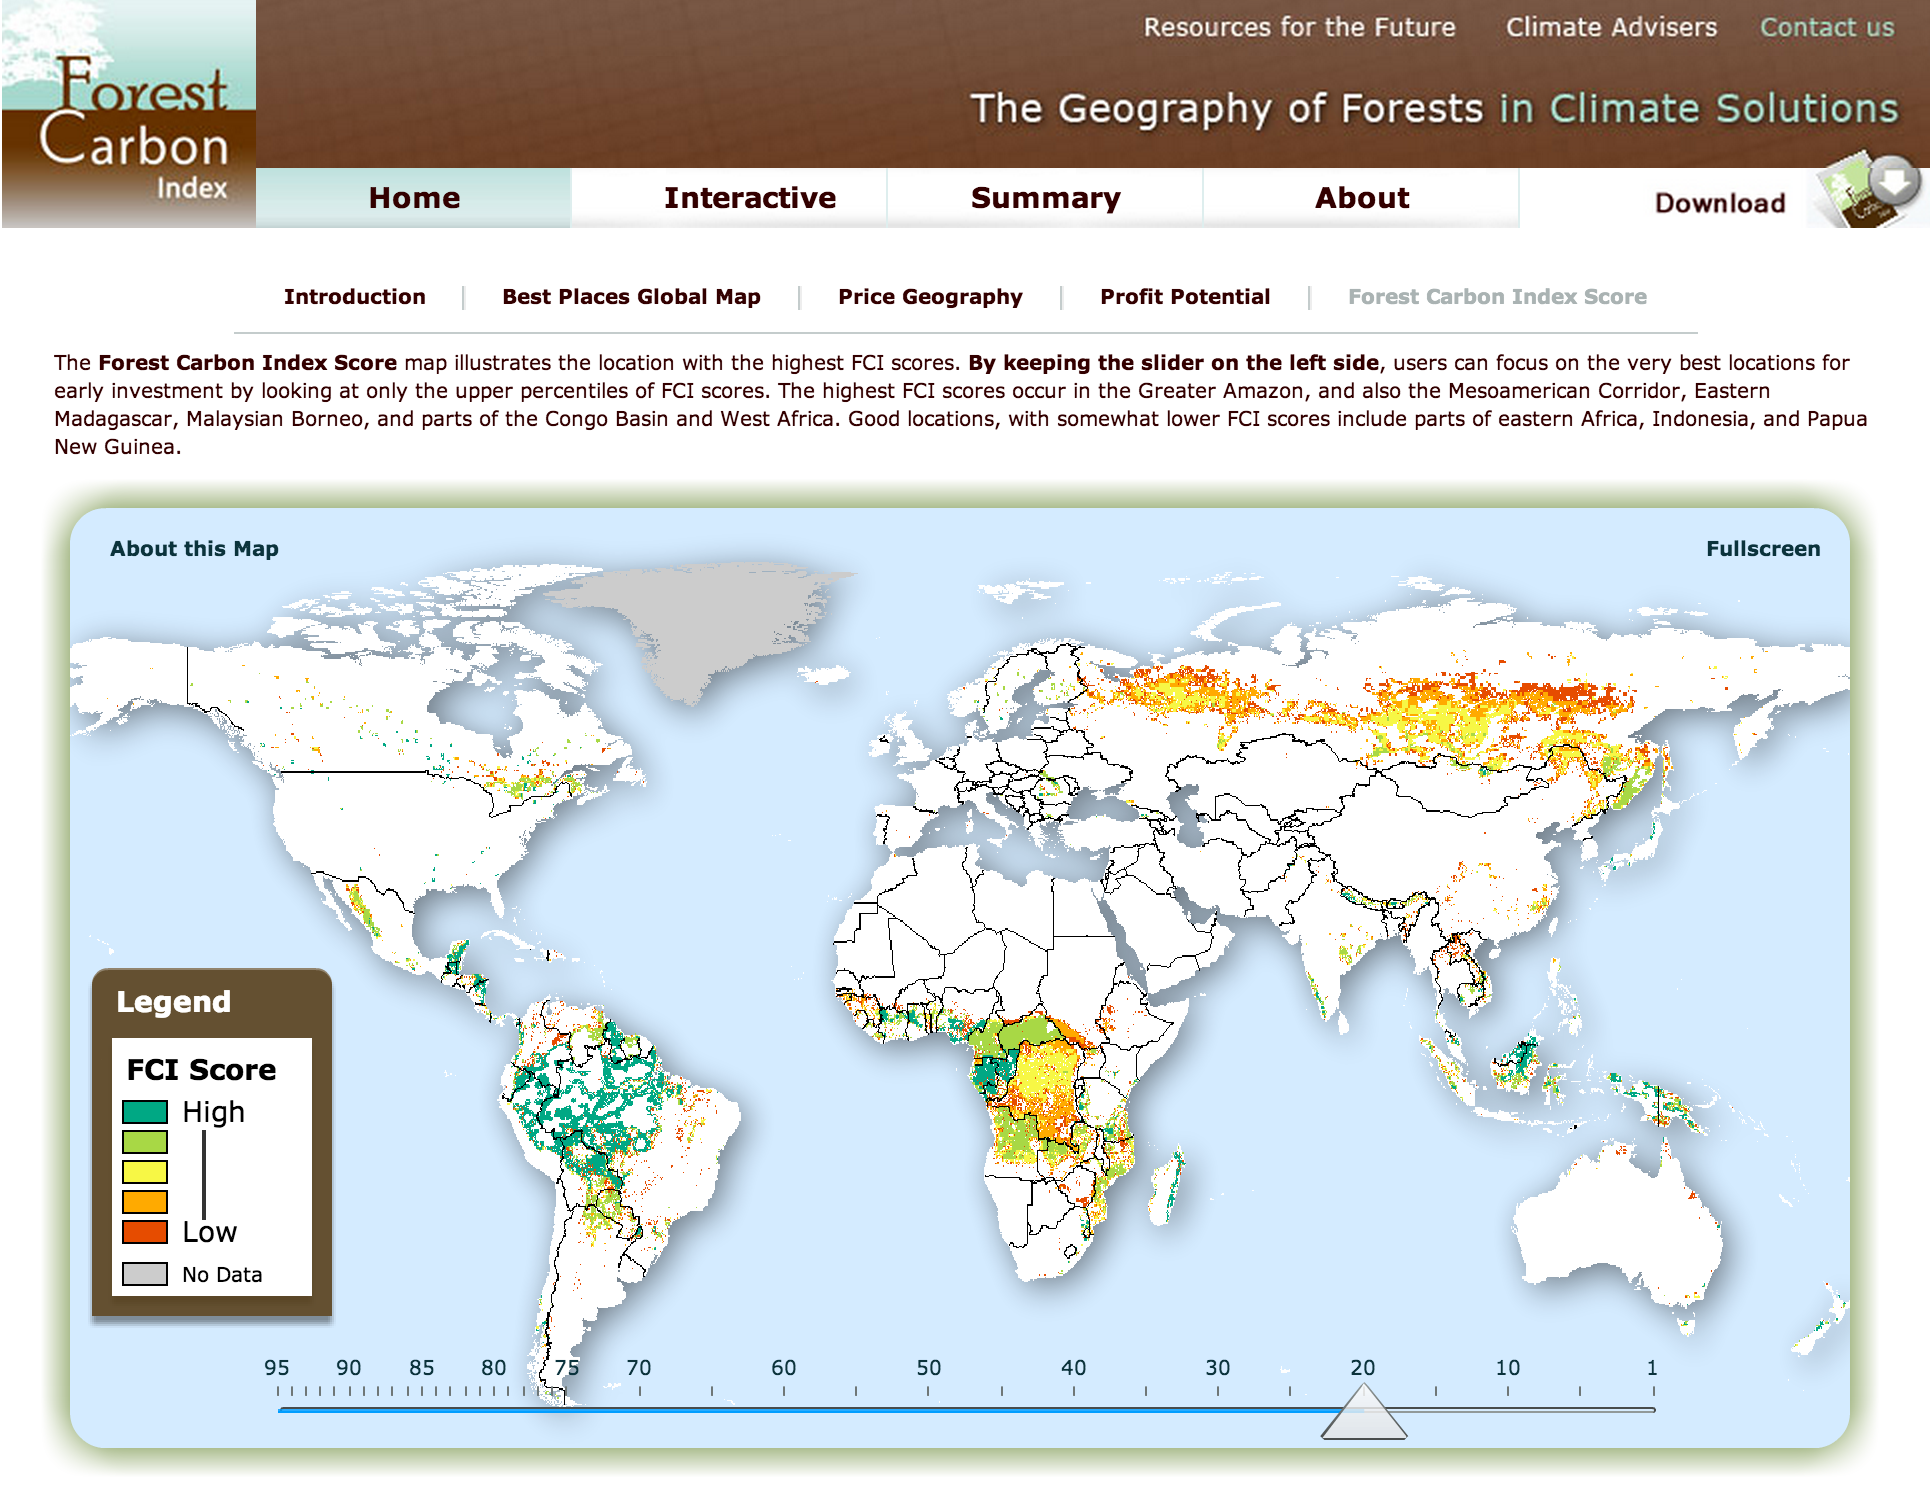 Forest
Carbon
Index
Resources for the Future Climate Advisers Contact us
The Geography of Forests in Climate Solutions
Home Interactive Summary About Download
Introduction Best Places Global Map Price Geography Profit Potential Forest Carbon Index Score
The Forest Carbon Index Score map illustrates the location with the highest FCI scores. By keeping the slider on the left side, users can focus on the very best locations for
early investment by looking at only the upper percentiles of FCI scores. The highest FCI scores occur in the Greater Amazon, and also the Mesoamerican Corridor, Eastern
Madagascar, Malaysian Borneo, and parts of the Congo Basin and West Africa. Good locations, with somewhat lower FCI scores include parts of eastern Africa, Indonesia, and Papua
New Guinea.
About this Map Fullscreen
Legend
FCI Score
High
Low
No Data
95 90 85 80 75 70 60 50 40 30 20 10 1